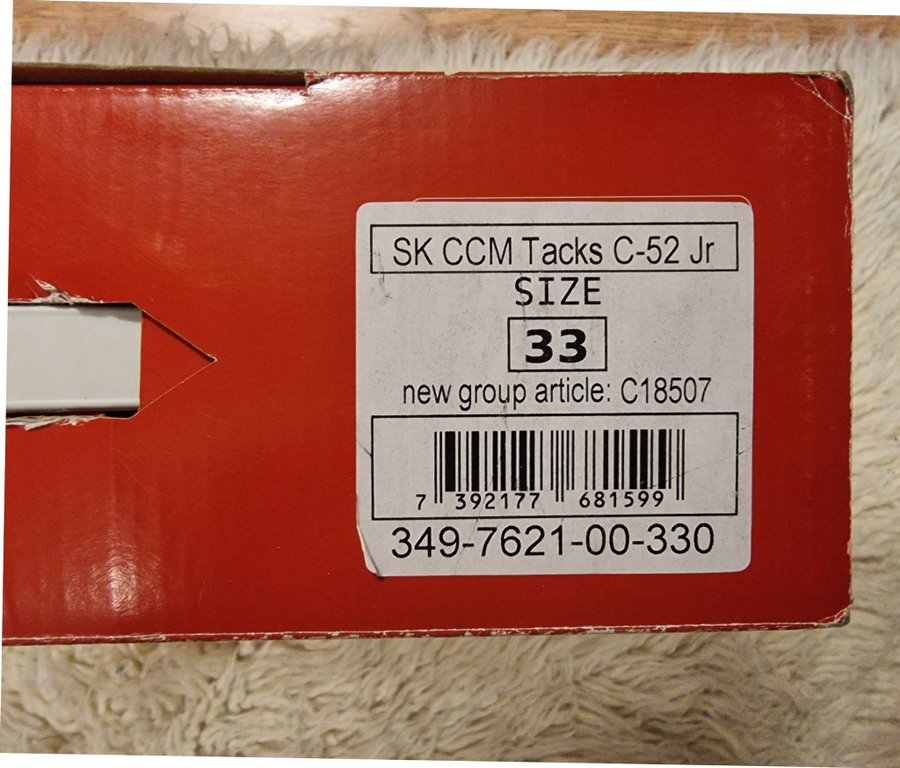 SK CCM Tacks C-52 Jr
SIZE
33
new group article: C18507
7 392177 681599
349-7621-00-330